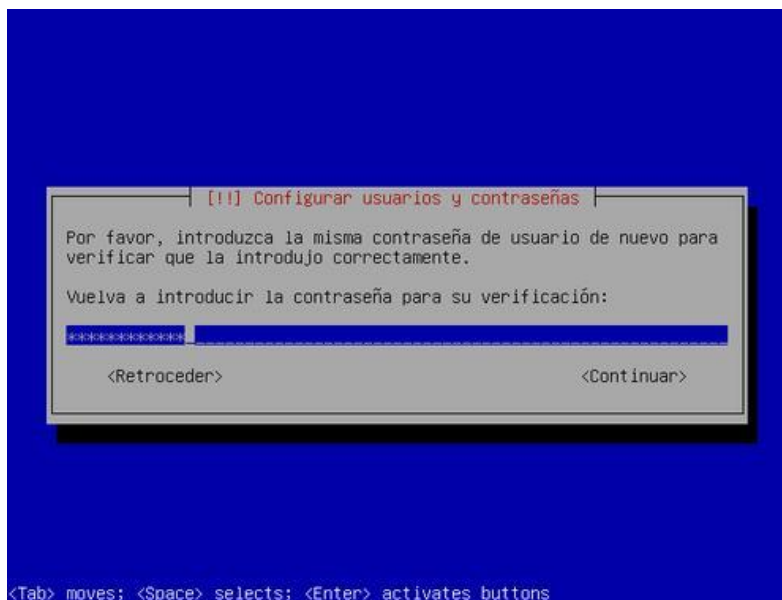 [!!] Configurar usuarios y contraseñas
Por favor, introduzca la misma contraseña de usuario de nuevo para
verificar que la introdujo correctamente.
Vuelva a introducir la contraseña para su verificación:
************
<Retroceder> <Continuar>
<Tab> moves; <Space> selects; <Enter> activates buttons